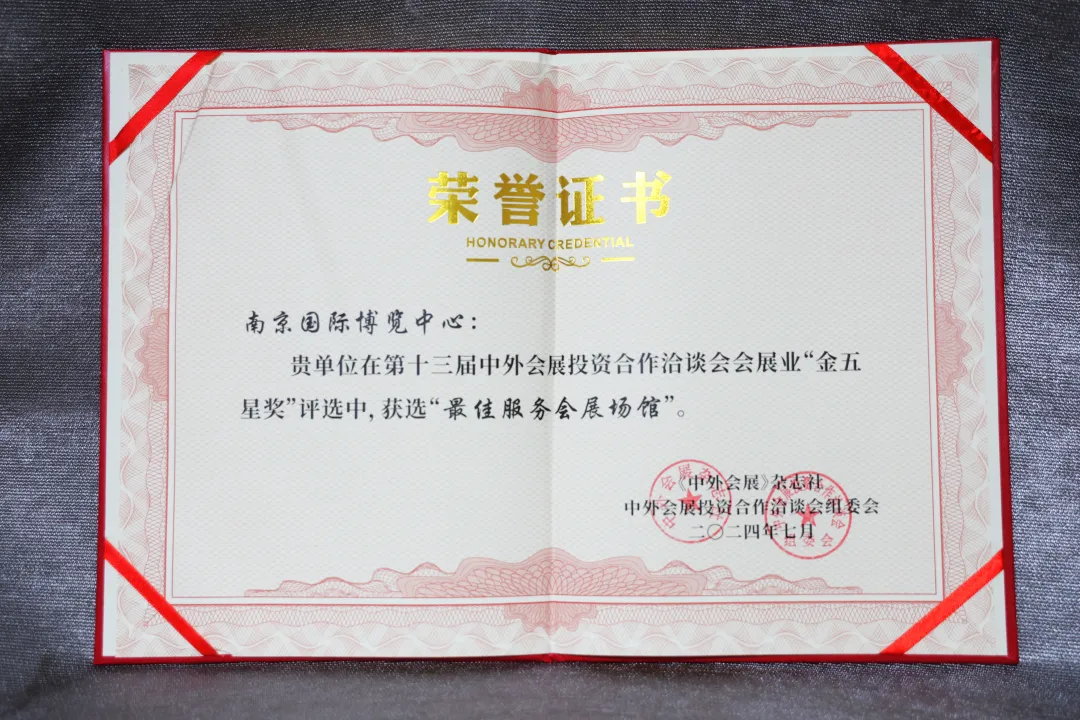 荣誉证书
HONORARY CREDENTIAL
南京国际博览中心：
贵单位在第十三届中外会展投资合作洽谈会会展业“金五
星奖”评选中，获选“最佳服务会展场馆”。
《中外会展》杂志社
中外会展投资合作洽谈会组委会
二〇二四年七月
组委会